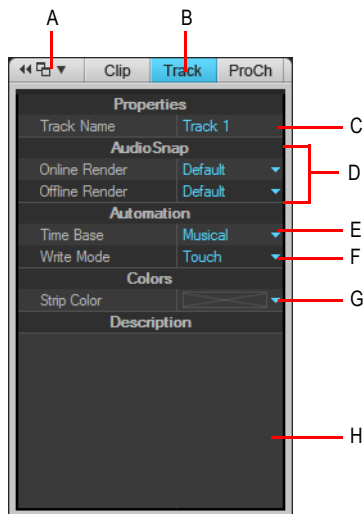 A
B
Clip Track ProCh
Properties
Track Name Track 1
C
AudioSnap
D
Online Render Default
Offline Render Default
Automation
Time Base Musical
E
Write Mode Touch
F
Colors
Strip Color
G
Description
H